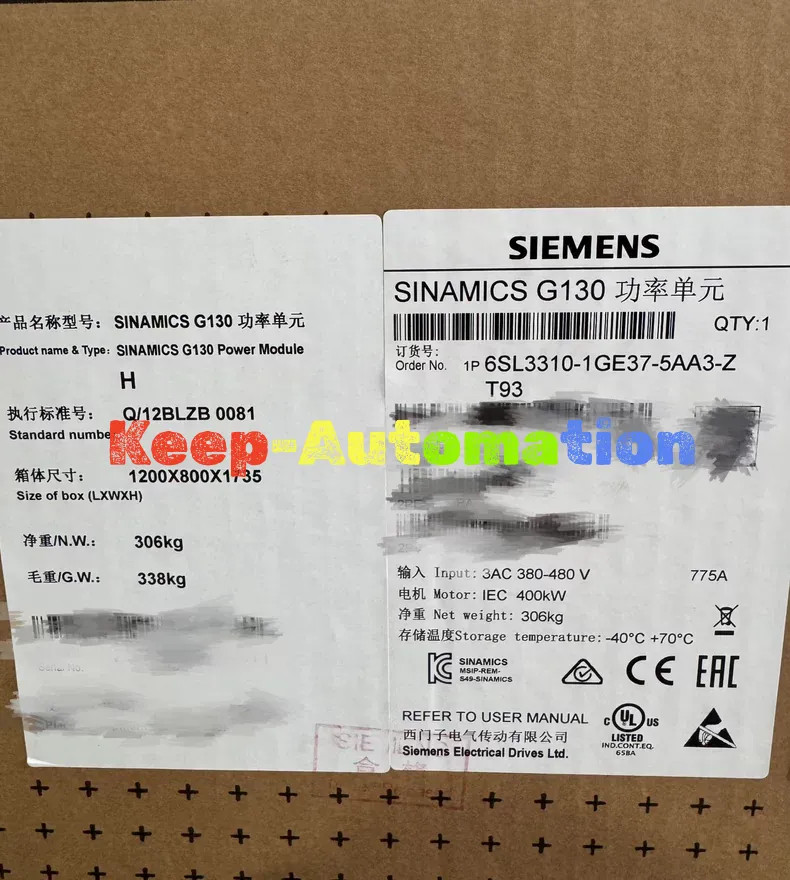 产品名称型号: SINAMICS G130 功率单元
Product name & Type: SINAMICS G130 Power Module
H
执行标准号: Q/12BLZB 0081
Standard number
箱体尺寸: 1200X800X1735
Size of box (LXWXH)
净重/N.W.: 306kg
毛重/G.W.: 338kg
Serial No.
SIEMENS
SINAMICS G130 功率单元
QTY:1
订货号:
Order No. 1P 6SL3310-1GE37-5AA3-Z
T93
Keep-Automation
输入 Input: 3AC 380-480 V 775A
电机 Motor: IEC 400kW
净重 Net weight: 306kg
存储温度Storage temperature: -40°C +70°C
SINAMICS
MSIP-REM-
S49-SINAMICS
CE EAC
REFER TO USER MANUAL
西门子电气传动有限公司
Siemens Electrical Drives Ltd.
C UL US
LISTED
IND.CONT.EQ.
65BA
合格